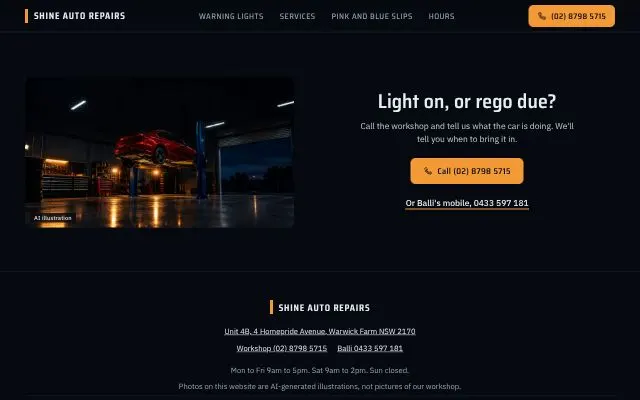 SHINE AUTO REPAIRS
WARNING LIGHTS
SERVICES
PINK AND BLUE SLIPS
HOURS
(02) 8798 5715
Light on, or rego due?
Call the workshop and tell us what the car is doing. We'll
tell you when to bring it in.
Call (02) 8798 5715
Or Balli's mobile, 0433 597 181
AI illustration
SHINE AUTO REPAIRS
Unit 4B, 4 Homepride Avenue, Warwick Farm NSW 2170
Workshop (02) 8798 5715
Balli 0433 597 181
Mon to Fri 9am to 5pm. Sat 9am to 2pm. Sun closed.
Photos on this website are AI-generated illustrations, not pictures of our workshop.